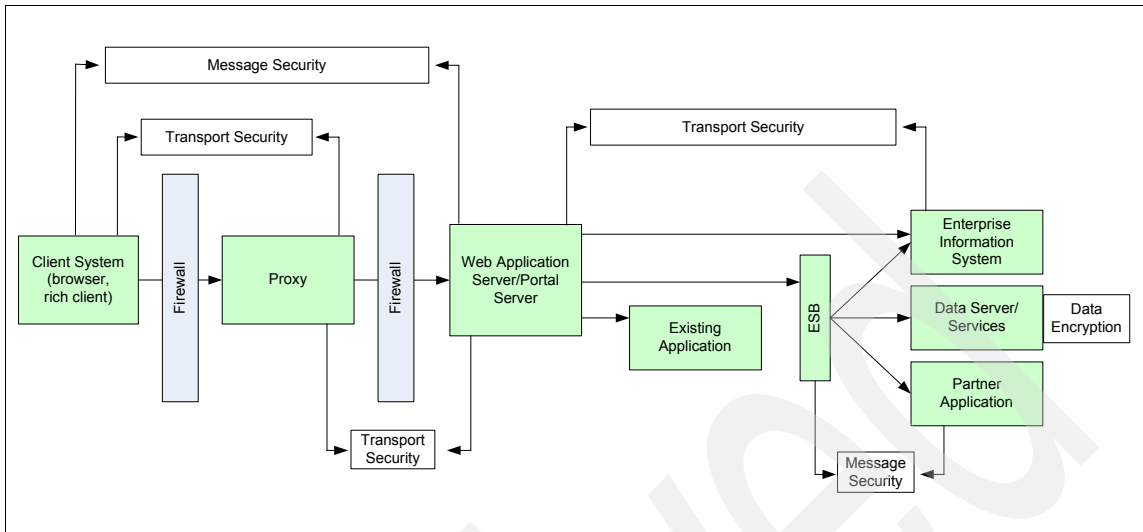 Message Security
Transport Security
Transport Security
Client System
(browser,
rich client)
Firewall
Proxy
Firewall
Web Application
Server/Portal
Server
Existing
Application
ESB
Enterprise
Information
System
Data Server/
Services
Data
Encryption
Partner
Application
Transport
Security
Message
Security